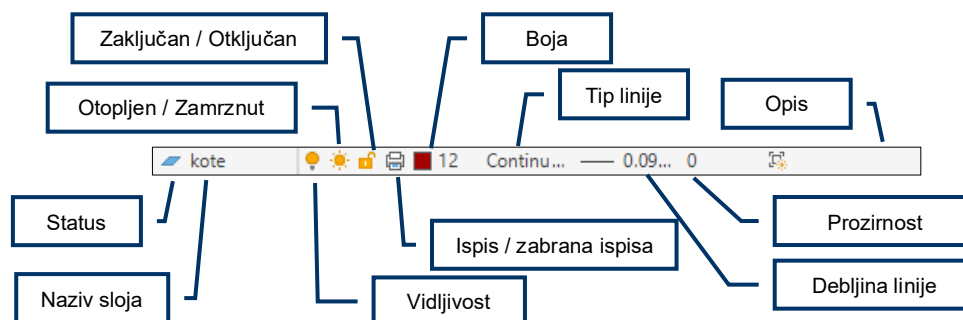 Zaključan / Otključan
Boja
Otopljen / Zamrznut
Tip linije
Opis
kote 12 Continu... 0.09... 0
Status
Ispis / zabrana ispisa
Prozirnost
Naziv sloja
Vidljivost
Debljina linije